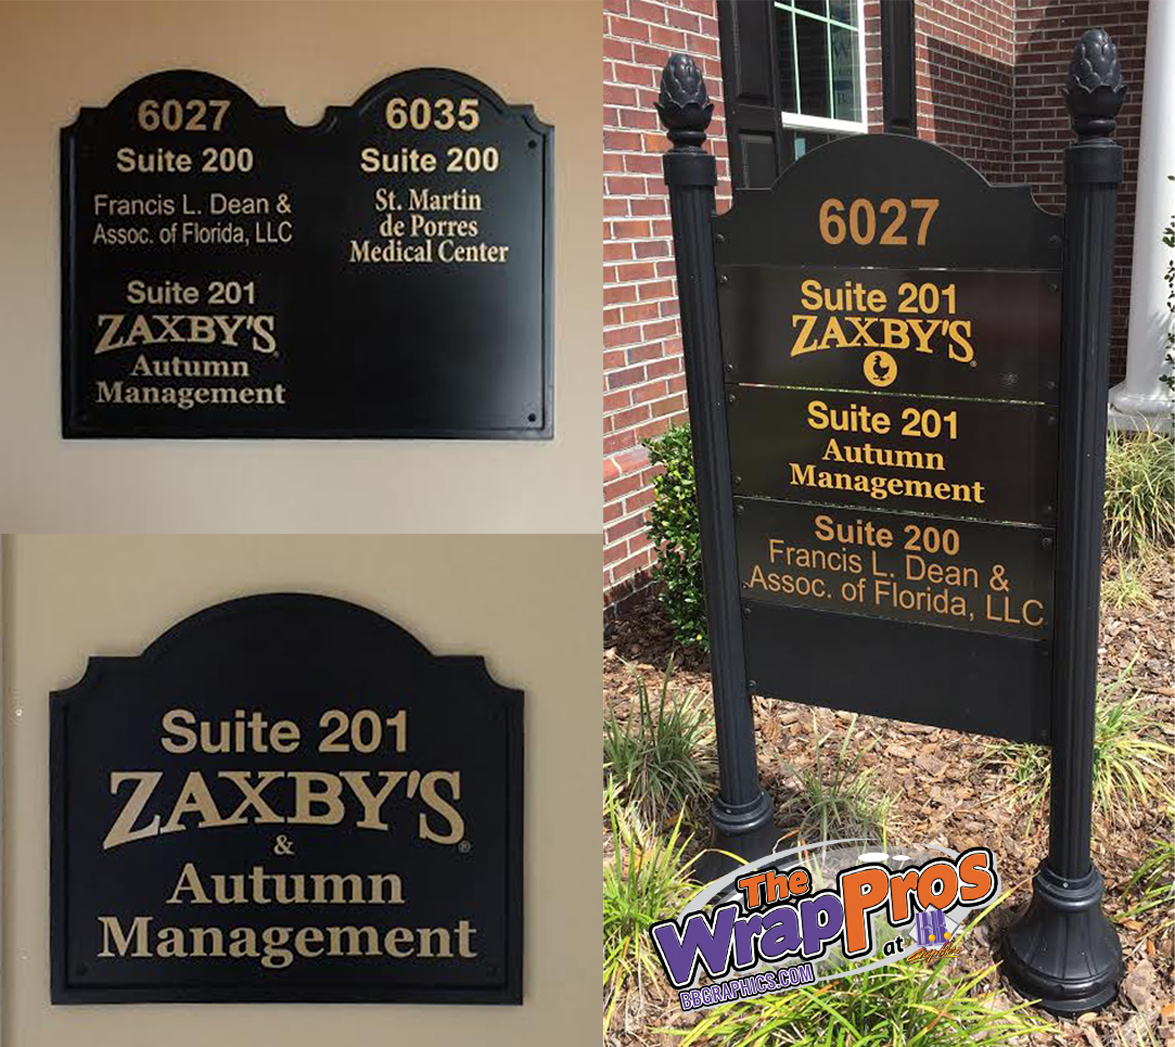 6027
Suite 200
Francis L. Dean &
Assoc. of Florida, LLC
Suite 201
ZAXBY'S
Autumn
Management
6035
Suite 200
St. Martin
de Porres
Medical Center
Suite 201
ZAXBY'S®
&
Autumn
Management
6027
Suite 201
ZAXBY'S
Suite 201
Autumn
Management
Suite 200
Francis L. Dean &
Assoc. of Florida, LLC
The
WrapPros
at BB
Graphics
BBGRAPHICS.COM